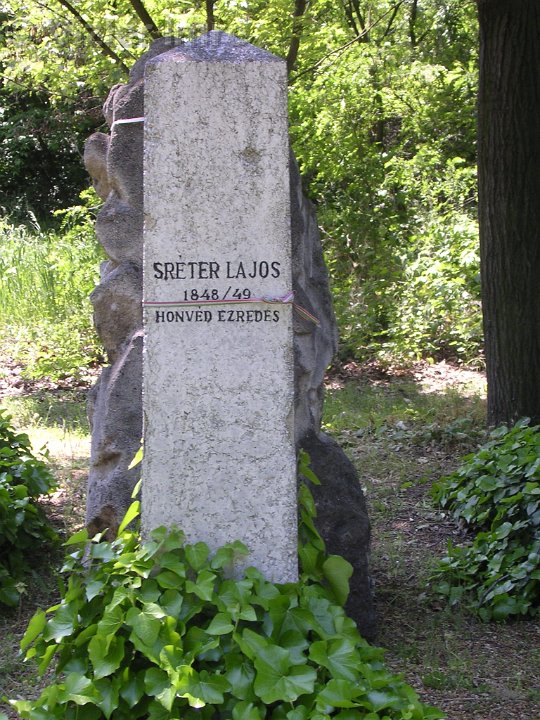 SRÉTER LAJOS
1848/49
HONVÉD EZREDES